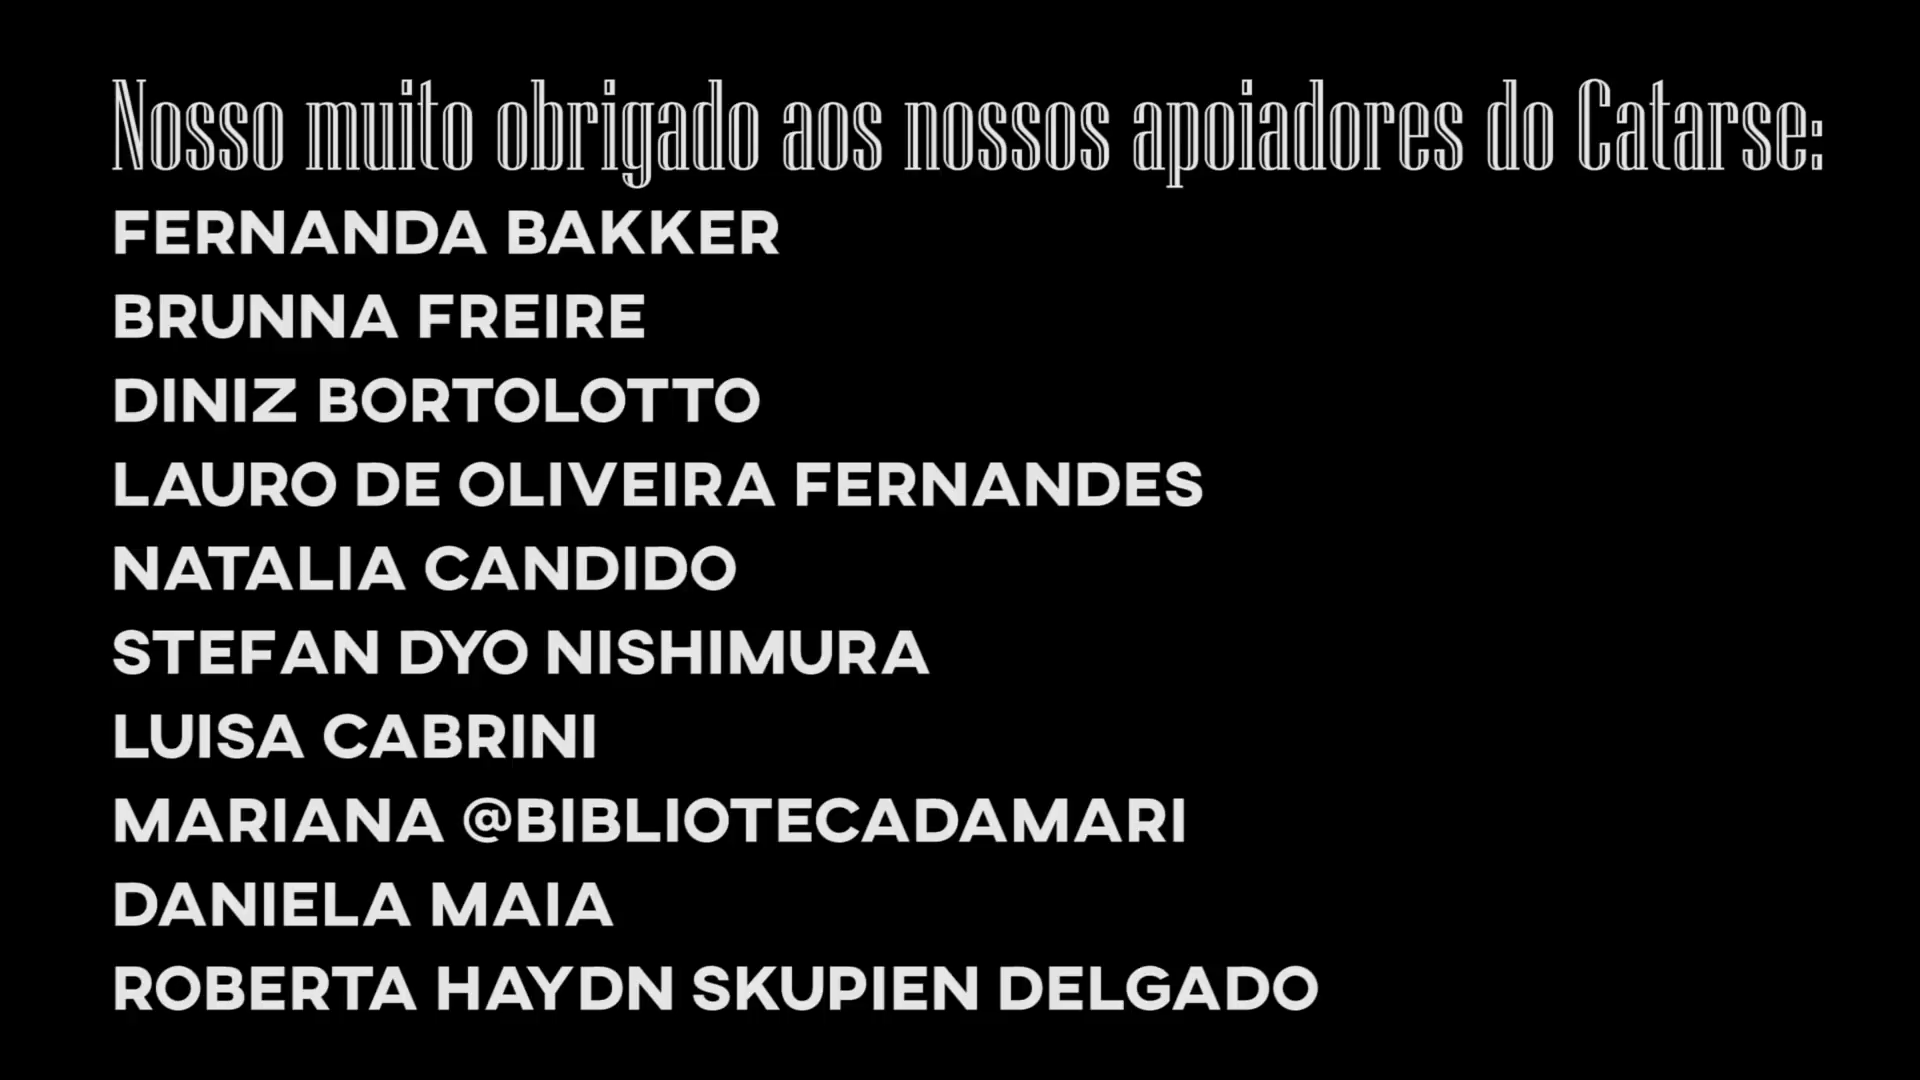 Nosso muito obrigado aos nossos apoiadores do Catarse:
FERNANDA BAKKER
BRUNNA FREIRE
DINIZ BORTOLOTTO
LAURO DE OLIVEIRA FERNANDES
NATALIA CANDIDO
STEFAN DYO NISHIMURA
LUISA CABRINI
MARIANA @BIBLIOTECADAMARI
DANIELA MAIA
ROBERTA HAYDN SKUPIEN DELGADO